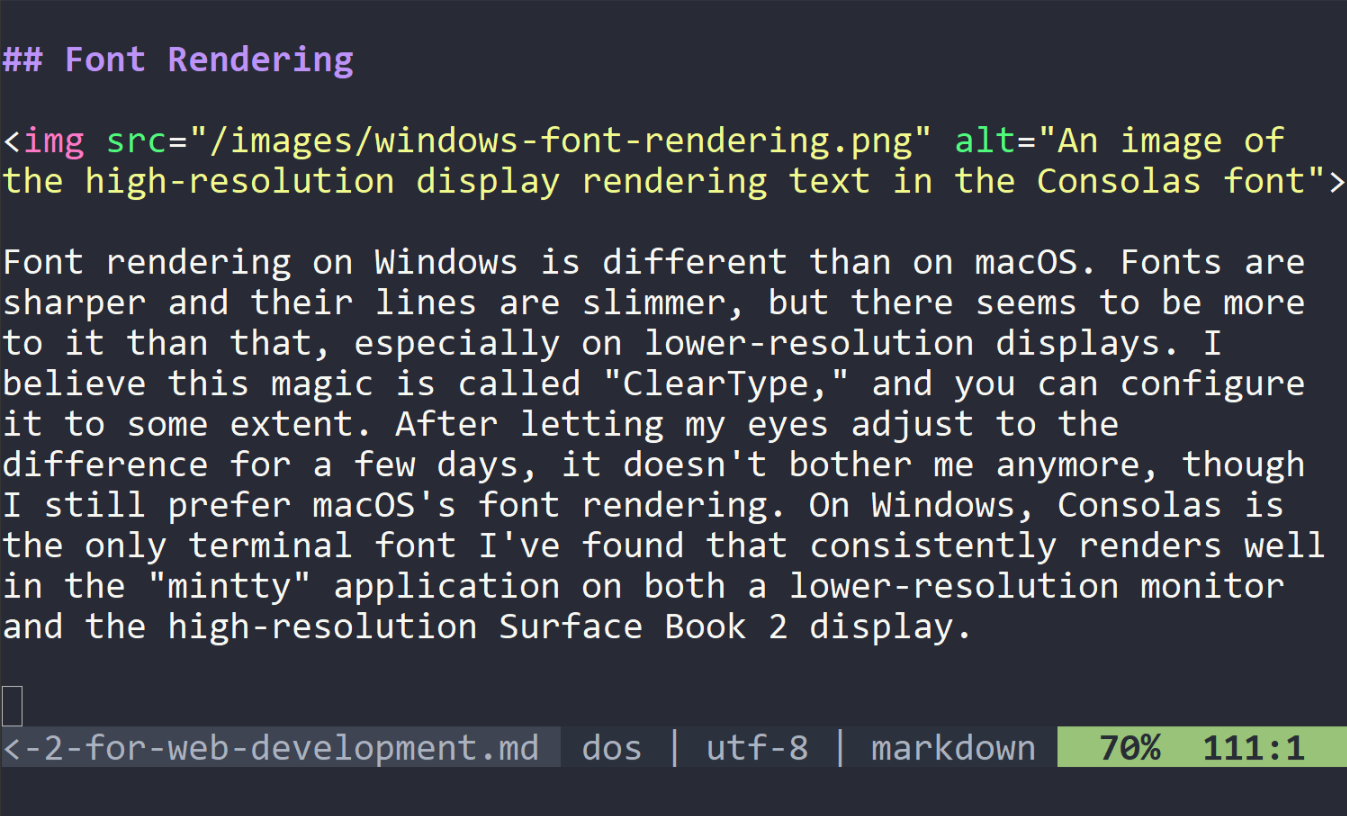 ## Font Rendering
<img src="/images/windows-font-rendering.png" alt="An image of
the high-resolution display rendering text in the Consolas font">
Font rendering on Windows is different than on macOS. Fonts are
sharper and their lines are slimmer, but there seems to be more
to it than that, especially on lower-resolution displays. I
believe this magic is called "ClearType," and you can configure
it to some extent. After letting my eyes adjust to the
difference for a few days, it doesn't bother me anymore, though
I still prefer macOS's font rendering. On Windows, Consolas is
the only terminal font I've found that consistently renders well
in the "mintty" application on both a lower-resolution monitor
and the high-resolution Surface Book 2 display.
<-2-for-web-development.md dos | utf-8 | markdown 70% 111:1